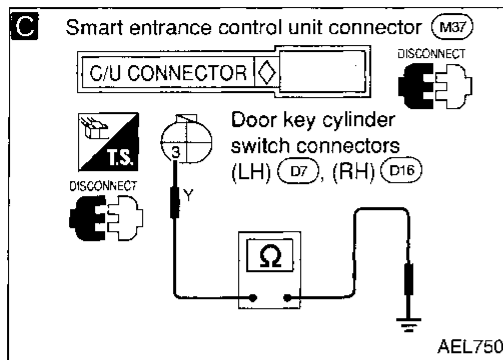 C
Smart entrance control unit connector M37
DISCONNECT
C/U CONNECTOR
Door key cylinder
switch connectors
(LH) D7, (RH) D16
T.S.
3
DISCONNECT
Y
Ω
AEL750